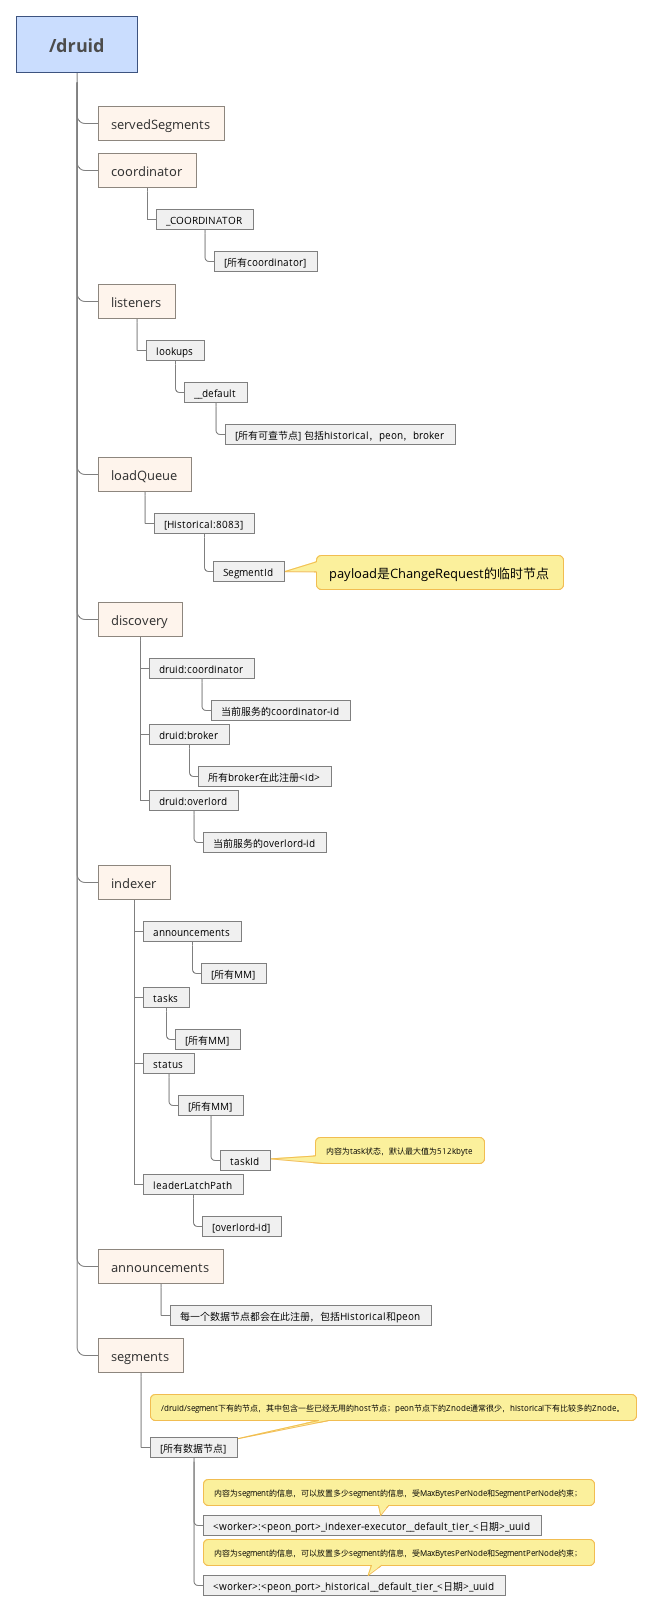 /druid
servedSegments
coordinator
_COORDINATOR
[所有coordinator]
listeners
lookups
__default
[所有可查节点] 包括historical，peon，broker
loadQueue
[Historical:8083]
SegmentId
payload是ChangeRequest的临时节点
discovery
druid:coordinator
当前服务的coordinator-id
druid:broker
所有broker在此注册<id>
druid:overlord
当前服务的overlord-id
indexer
announcements
[所有MM]
tasks
[所有MM]
status
[所有MM]
taskId
内容为task状态，默认最大值为512kbyte
leaderLatchPath
[overlord-id]
announcements
每一个数据节点都会在此注册，包括Historical和peon
segments
/druid/segment下有的节点，其中包含一些已经无用的host节点；peon节点下的Znode通常很少，historical下有比较多的Znode。
[所有数据节点]
内容为segment的信息，可以放置多少segment的信息，受MaxBytesPerNode和SegmentPerNode约束；
<worker>:<peon_port>_indexer-executor__default_tier_<日期>_uuid
内容为segment的信息，可以放置多少segment的信息，受MaxBytesPerNode和SegmentPerNode约束；
<worker>:<peon_port>_historical__default_tier_<日期>_uuid